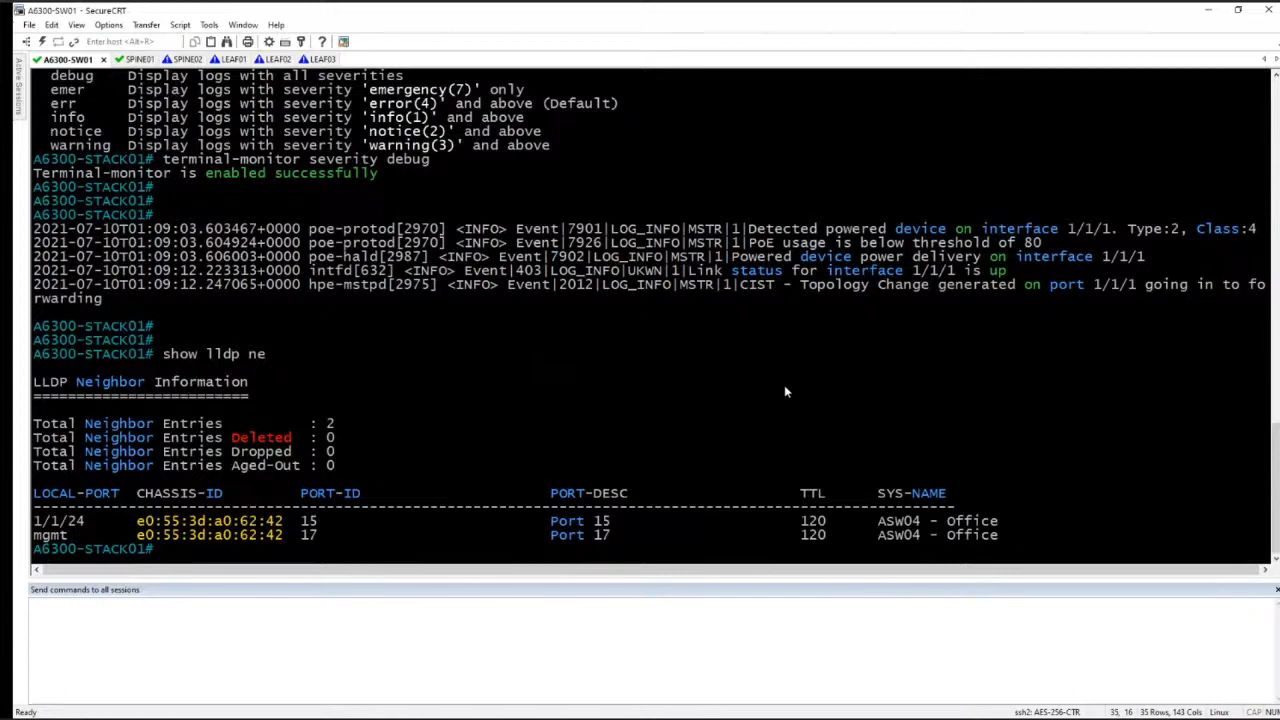 A6300-SW01 - SecureCRT
File Edit View Options Transfer Script Tools Window Help
Enter host <Alt+R>
A6300-SW01 SPINE01 SPINE02 LEAF01 LEAF02 LEAF03
Active Sessions
debug Display logs with all severities
emer Display logs with severity 'emergency(7)' only
err Display logs with severity 'error(4)' and above (Default)
info Display logs with severity 'info(1)' and above
notice Display logs with severity 'notice(2)' and above
warning Display logs with severity 'warning(3)' and above
A6300-STACK01# terminal-monitor severity debug
Terminal-monitor is enabled successfully
A6300-STACK01#
A6300-STACK01#
A6300-STACK01#
2021-07-10T01:09:03.603467+0000 poe-protod[2970] <INFO> Event|7901|LOG_INFO|MSTR|1|Detected powered device on interface 1/1/1. Type:2, Class:4
2021-07-10T01:09:03.604924+0000 poe-protod[2970] <INFO> Event|7926|LOG_INFO|MSTR|1|PoE usage is below threshold of 80
2021-07-10T01:09:03.606003+0000 poe-hald[2987] <INFO> Event|7902|LOG_INFO|MSTR|1|Powered device power delivery on interface 1/1/1
2021-07-10T01:09:12.223313+0000 intfd[632] <INFO> Event|403|LOG_INFO|UKWN|1|Link status for interface 1/1/1 is up
2021-07-10T01:09:12.247065+0000 hpe-mstpd[2975] <INFO> Event|2012|LOG_INFO|MSTR|1|CIST - Topology Change generated on port 1/1/1 going in to fo
rwarding
A6300-STACK01#
A6300-STACK01#
A6300-STACK01# show lldp ne
LLDP Neighbor Information
=========================
Total Neighbor Entries : 2
Total Neighbor Entries Deleted : 0
Total Neighbor Entries Dropped : 0
Total Neighbor Entries Aged-Out : 0
LOCAL-PORT CHASSIS-ID PORT-ID PORT-DESC TTL SYS-NAME
1/1/24 e0:55:3d:a0:62:42 15 Port 15 120 ASW04 - Office
mgmt e0:55:3d:a0:62:42 17 Port 17 120 ASW04 - Office
A6300-STACK01#
Send commands to all sessions
Ready ssh2: AES-256-CTR 35, 16 35 Rows, 143 Cols Linux CAP NUM